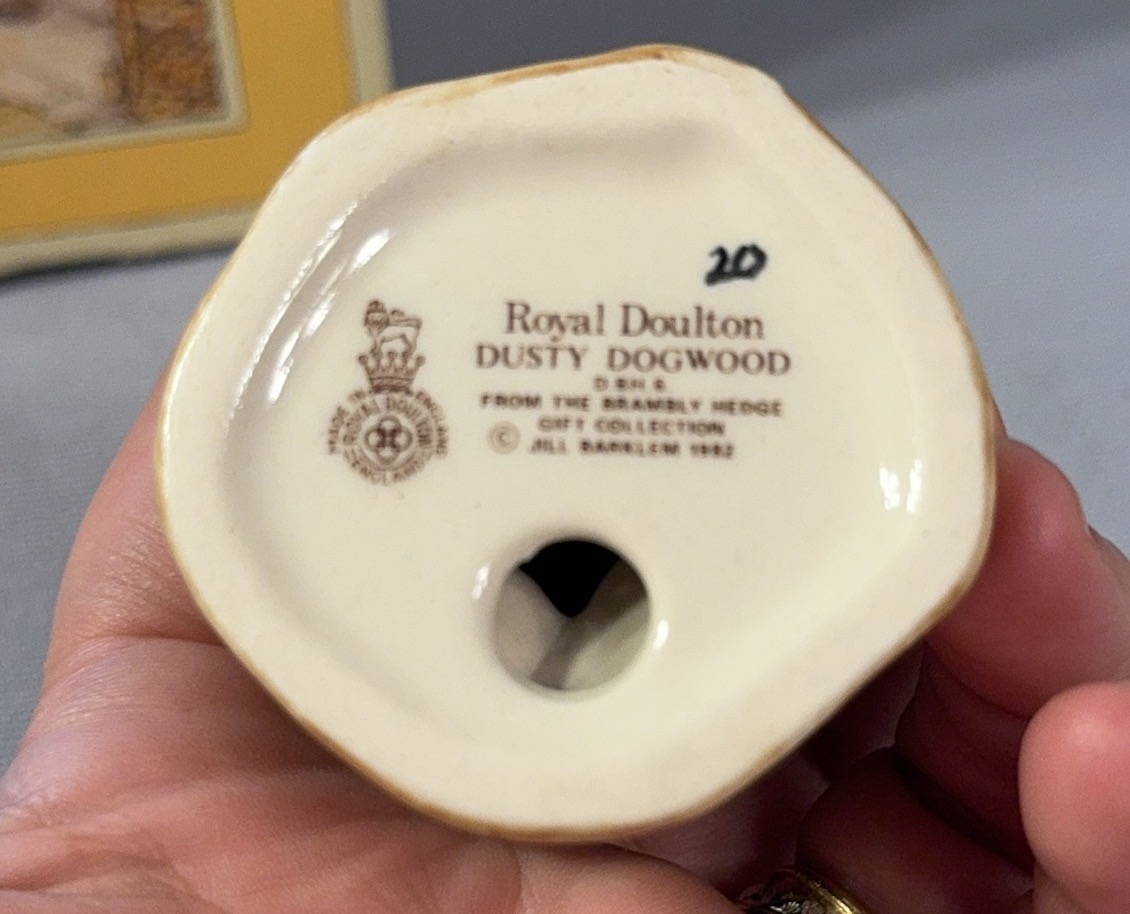 20
Royal Doulton
DUSTY DOGWOOD
D.BH.6.
FROM THE BRAMBLY HEDGE
GIFT COLLECTION
© JILL BARKLEM 1982
MADE IN ENGLAND
ROYAL DOULTON
ENGLAND